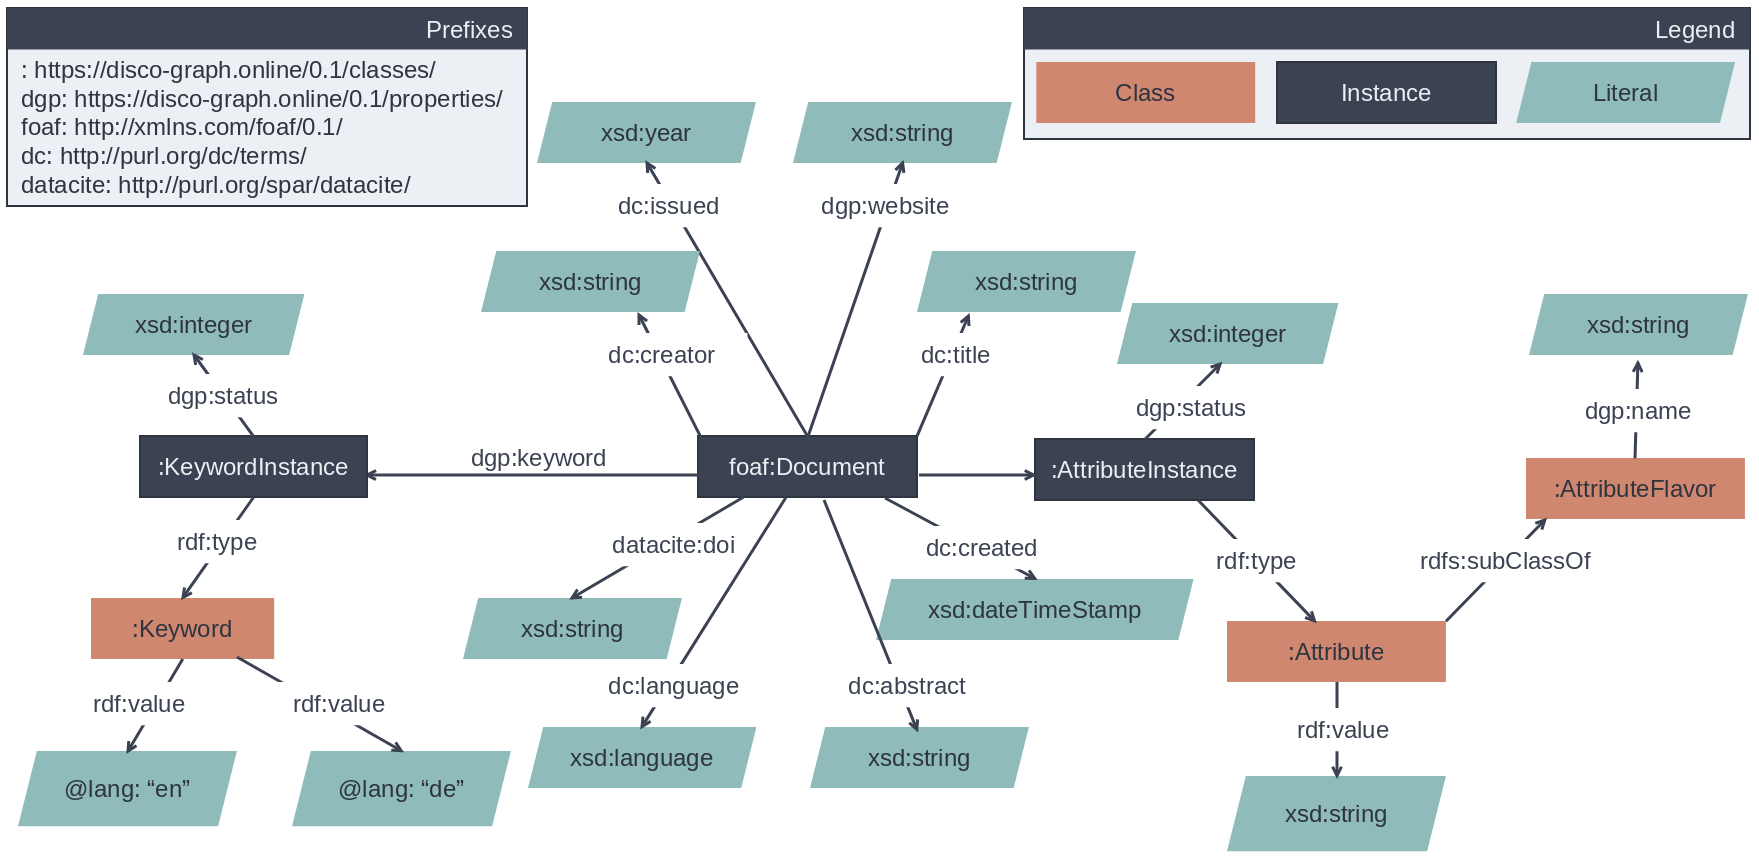 Prefixes
: https://disco-graph.online/0.1/classes/
dgp: https://disco-graph.online/0.1/properties/
foaf: http://xmlns.com/foaf/0.1/
dc: http://purl.org/dc/terms/
datacite: http://purl.org/spar/datacite/
Legend
Class Instance Literal
xsd:year xsd:string
dc:issued dgp:website
xsd:string xsd:string
xsd:integer xsd:integer xsd:string
dc:creator dc:title
dgp:status dgp:status dgp:name
:KeywordInstance dgp:keyword foaf:Document :AttributeInstance :AttributeFlavor
rdf:type datacite:doi dc:created rdf:type rdfs:subClassOf
:Keyword xsd:string xsd:dateTimeStamp :Attribute
rdf:value rdf:value dc:language dc:abstract rdf:value
@lang: “en” @lang: “de” xsd:language xsd:string xsd:string